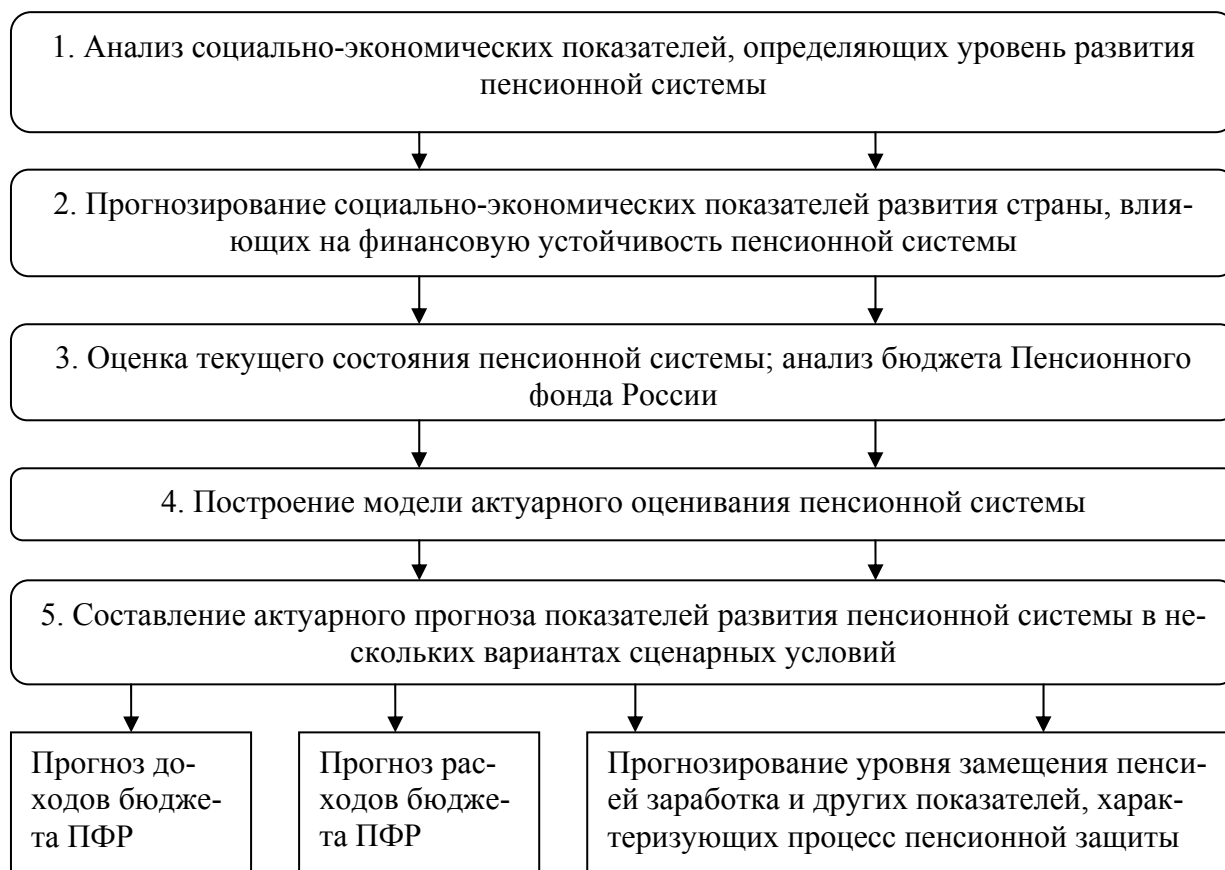 1. Анализ социально-экономических показателей, определяющих уровень развития
пенсионной системы
2. Прогнозирование социально-экономических показателей развития страны, влия-
ющих на финансовую устойчивость пенсионной системы
3. Оценка текущего состояния пенсионной системы; анализ бюджета Пенсионного
фонда России
4. Построение модели актуарного оценивания пенсионной системы
5. Составление актуарного прогноза показателей развития пенсионной системы в не-
скольких вариантах сценарных условий
Прогноз до-
ходов бюдже-
та ПФР
Прогноз рас-
ходов бюдже-
та ПФР
Прогнозирование уровня замещения пенси-
ей заработка и других показателей, харак-
теризующих процесс пенсионной защиты